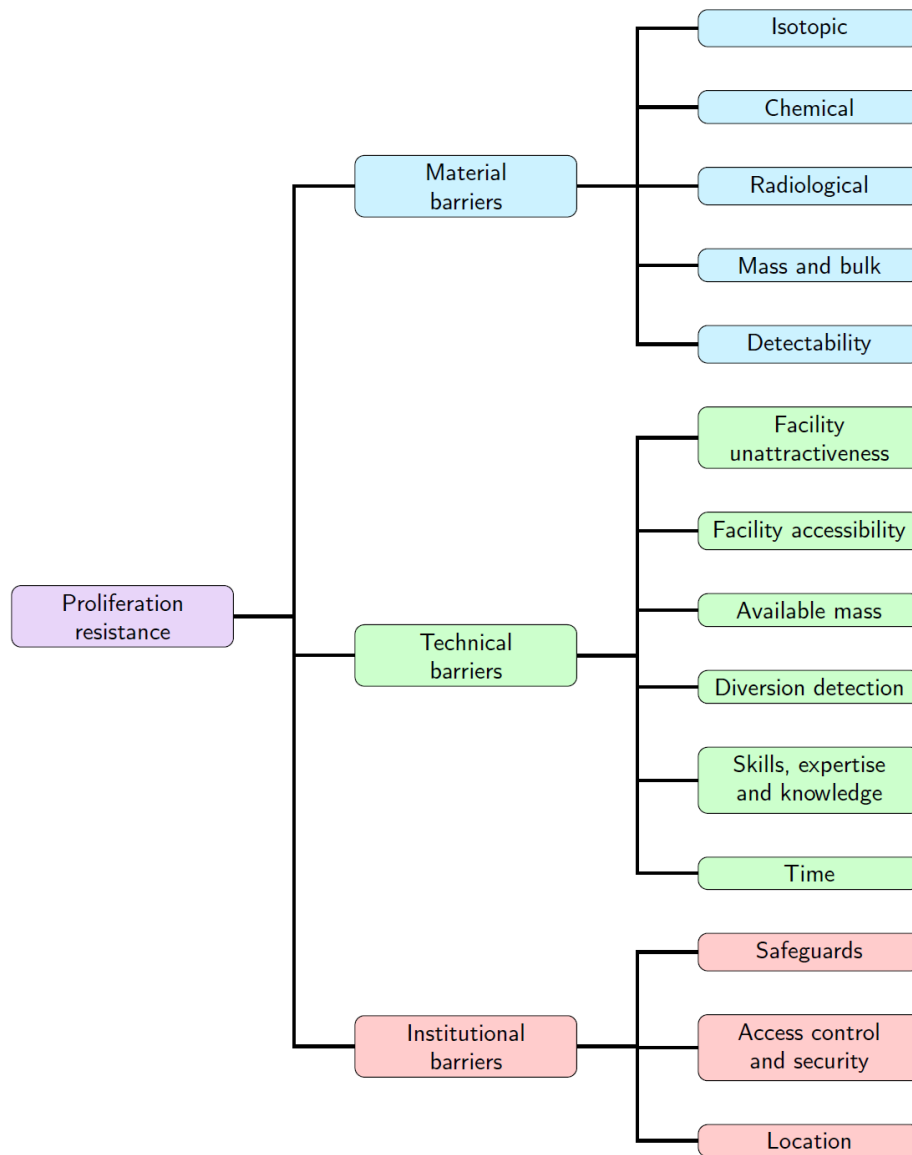 Isotopic
Chemical
Material
barriers
Radiological
Mass and bulk
Detectability
Facility
unattractiveness
Facility accessibility
Proliferation
resistance
Available mass
Technical
barriers
Diversion detection
Skills, expertise
and knowledge
Time
Safeguards
Institutional
barriers
Access control
and security
Location